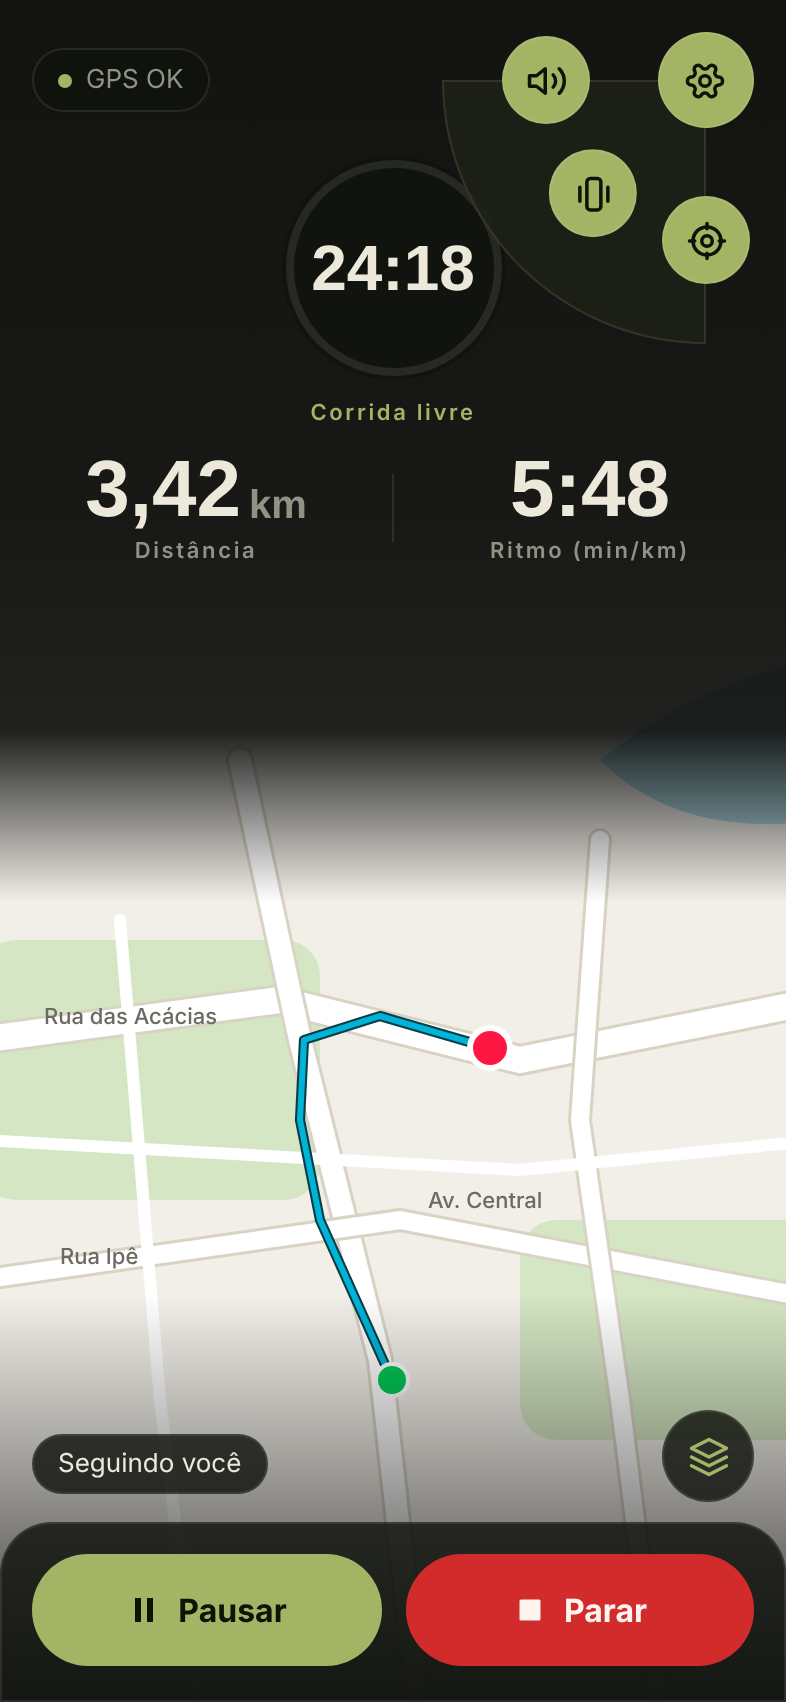 GPS OK
24:18
Corrida livre
3,42 km
Distância
5:48
Ritmo (min/km)
Rua das Acácias
Av. Central
Rua Ipê
Seguindo você
Pausar
Parar